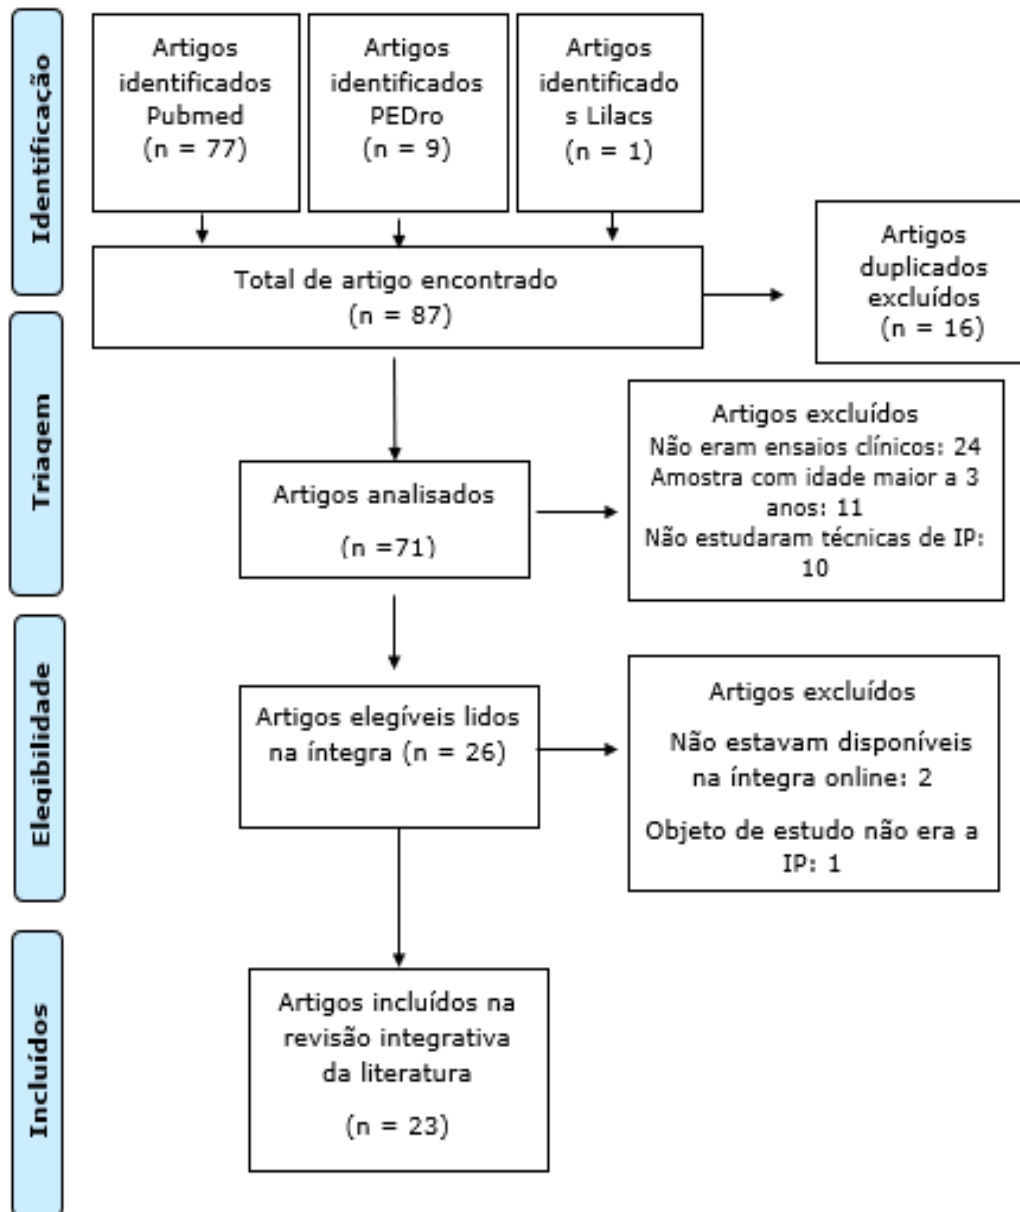 Identificação
Artigos
identificados
Pubmed
(n = 77)
Artigos
identificados
PEDro
(n = 9)
Artigos
identificado
s Lilacs
(n = 1)
Total de artigo encontrado
(n = 87)
Artigos
duplicados
excluídos
(n = 16)
Triagem
Artigos analisados
(n =71)
Artigos excluídos
Não eram ensaios clínicos: 24
Amostra com idade maior a 3
anos: 11
Não estudaram técnicas de IP:
10
Elegibilidade
Artigos elegíveis lidos
na íntegra (n = 26)
Artigos excluídos
Não estavam disponíveis
na íntegra online: 2
Objeto de estudo não era a
IP: 1
Incluídos
Artigos incluídos na
revisão integrativa
da literatura
(n = 23)